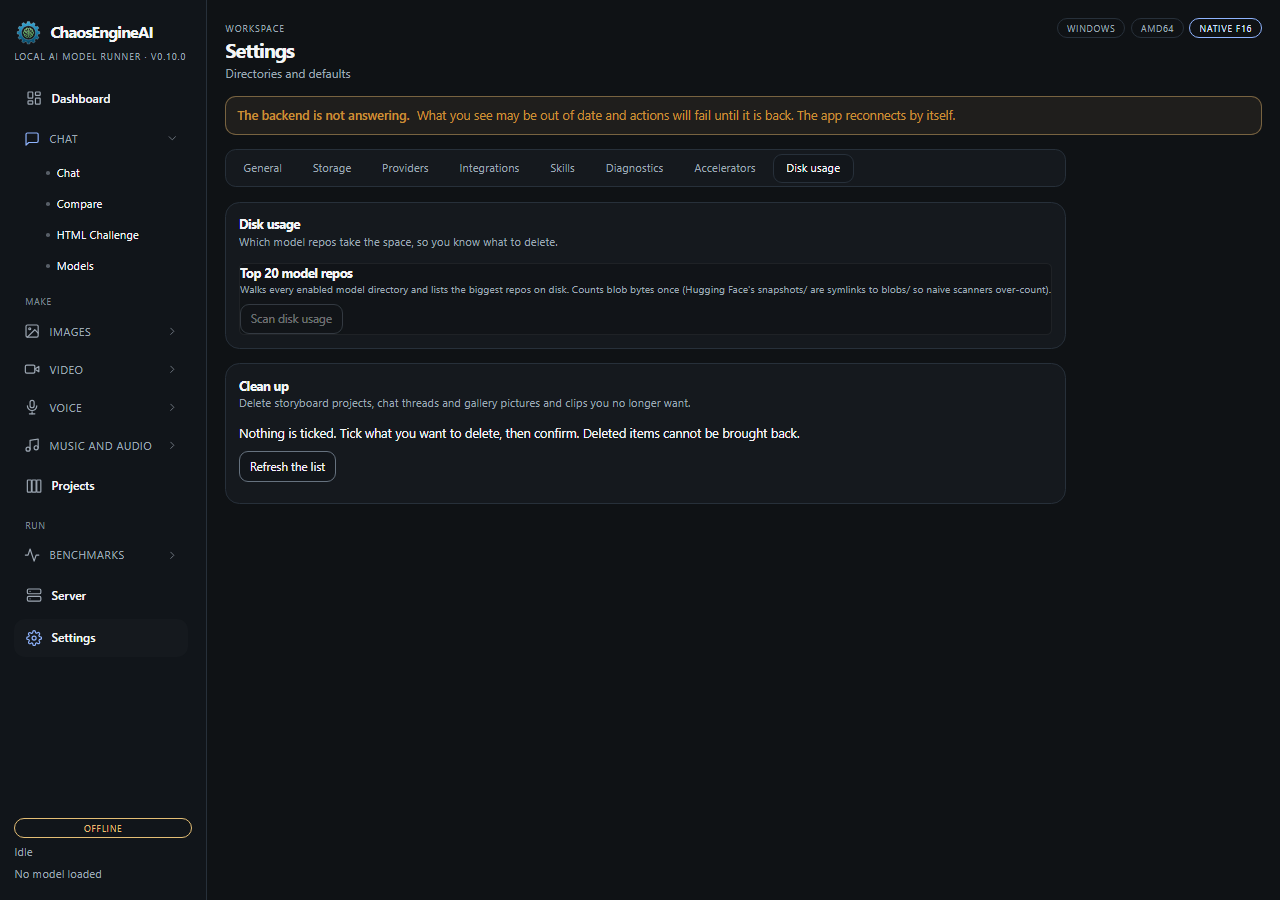 ChaosEngineAI
LOCAL AI MODEL RUNNER · V0.10.0
Dashboard
CHAT
Chat
Compare
HTML Challenge
Models
MAKE
IMAGES
VIDEO
VOICE
MUSIC AND AUDIO
Projects
RUN
BENCHMARKS
Server
Settings
OFFLINE
Idle
No model loaded
WORKSPACE
Settings
Directories and defaults
WINDOWS
AMD64
NATIVE F16
The backend is not answering. What you see may be out of date and actions will fail until it is back. The app reconnects by itself.
General Storage Providers Integrations Skills Diagnostics Accelerators Disk usage
Disk usage
Which model repos take the space, so you know what to delete.
Top 20 model repos
Walks every enabled model directory and lists the biggest repos on disk. Counts blob bytes once (Hugging Face's snapshots/ are symlinks to blobs/ so naive scanners over-count).
Scan disk usage
Clean up
Delete storyboard projects, chat threads and gallery pictures and clips you no longer want.
Nothing is ticked. Tick what you want to delete, then confirm. Deleted items cannot be brought back.
Refresh the list